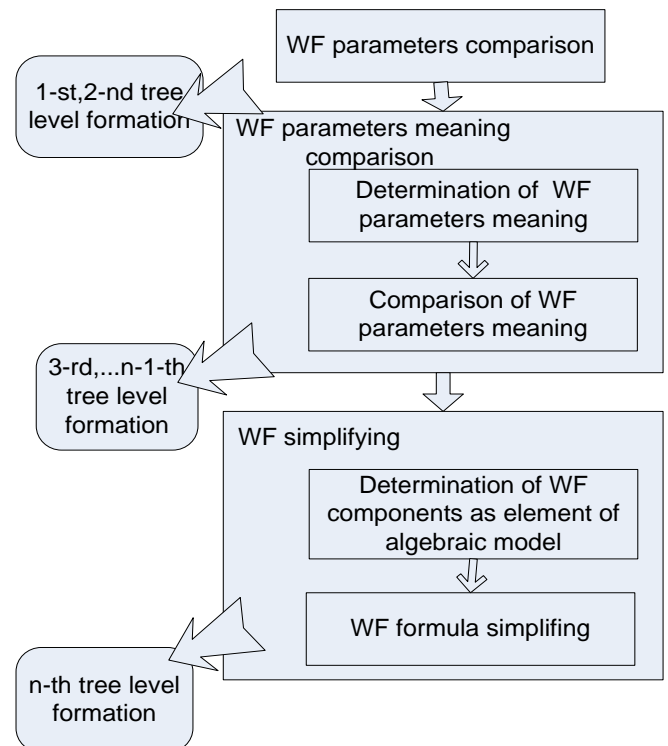 WF parameters comparison
1-st,2-nd tree
level formation
WF parameters meaning
comparison
Determination of WF
parameters meaning
Comparison of WF
parameters meaning
3-rd,...n-1-th
tree level
formation
WF simplifying
Determination of WF
components as element of
algebraic model
WF formula simplifing
n-th tree level
formation